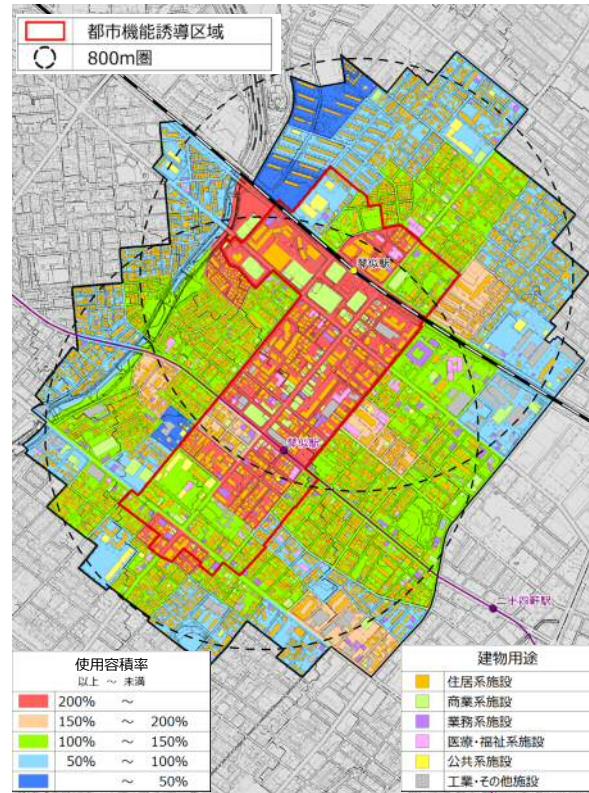 都市機能誘導区域
800m圏
琴似駅
琴似駅
二十四軒駅
使用容積率
以上 ~ 未満
200% ~
150% ~ 200%
100% ~ 150%
50% ~ 100%
~ 50%
建物用途
住居系施設
商業系施設
業務系施設
医療・福祉系施設
公共系施設
工業・その他施設